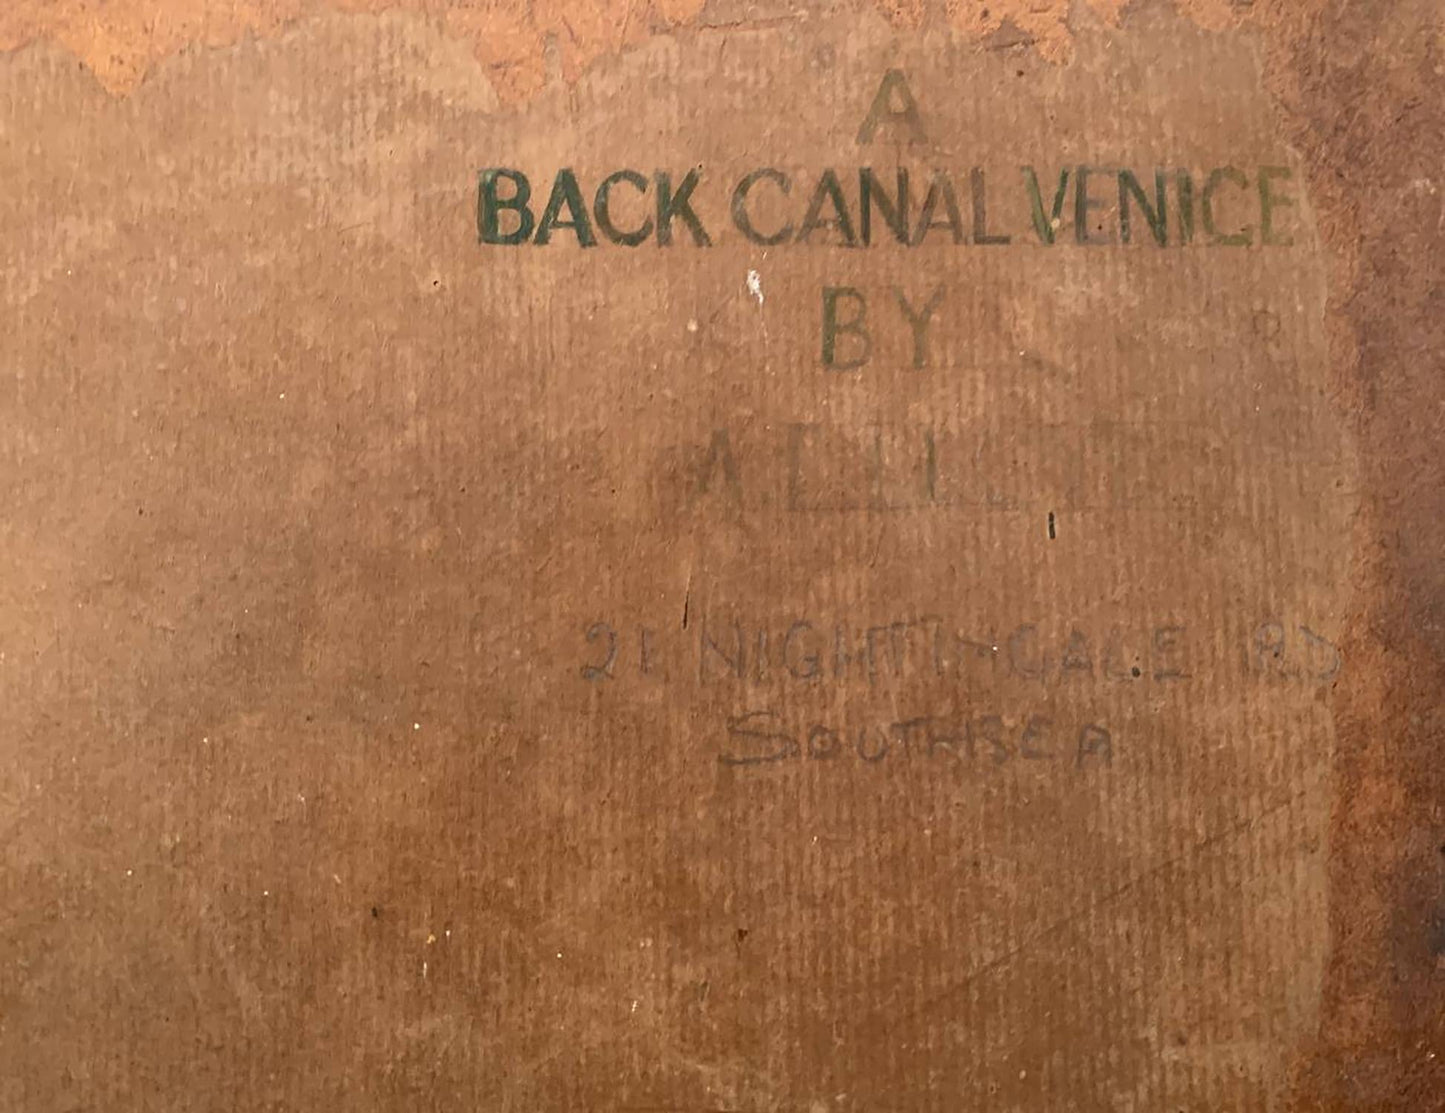 A
BACK CANAL VENICE
BY
21 NIGHTINGALE RD
SOUTHSEA